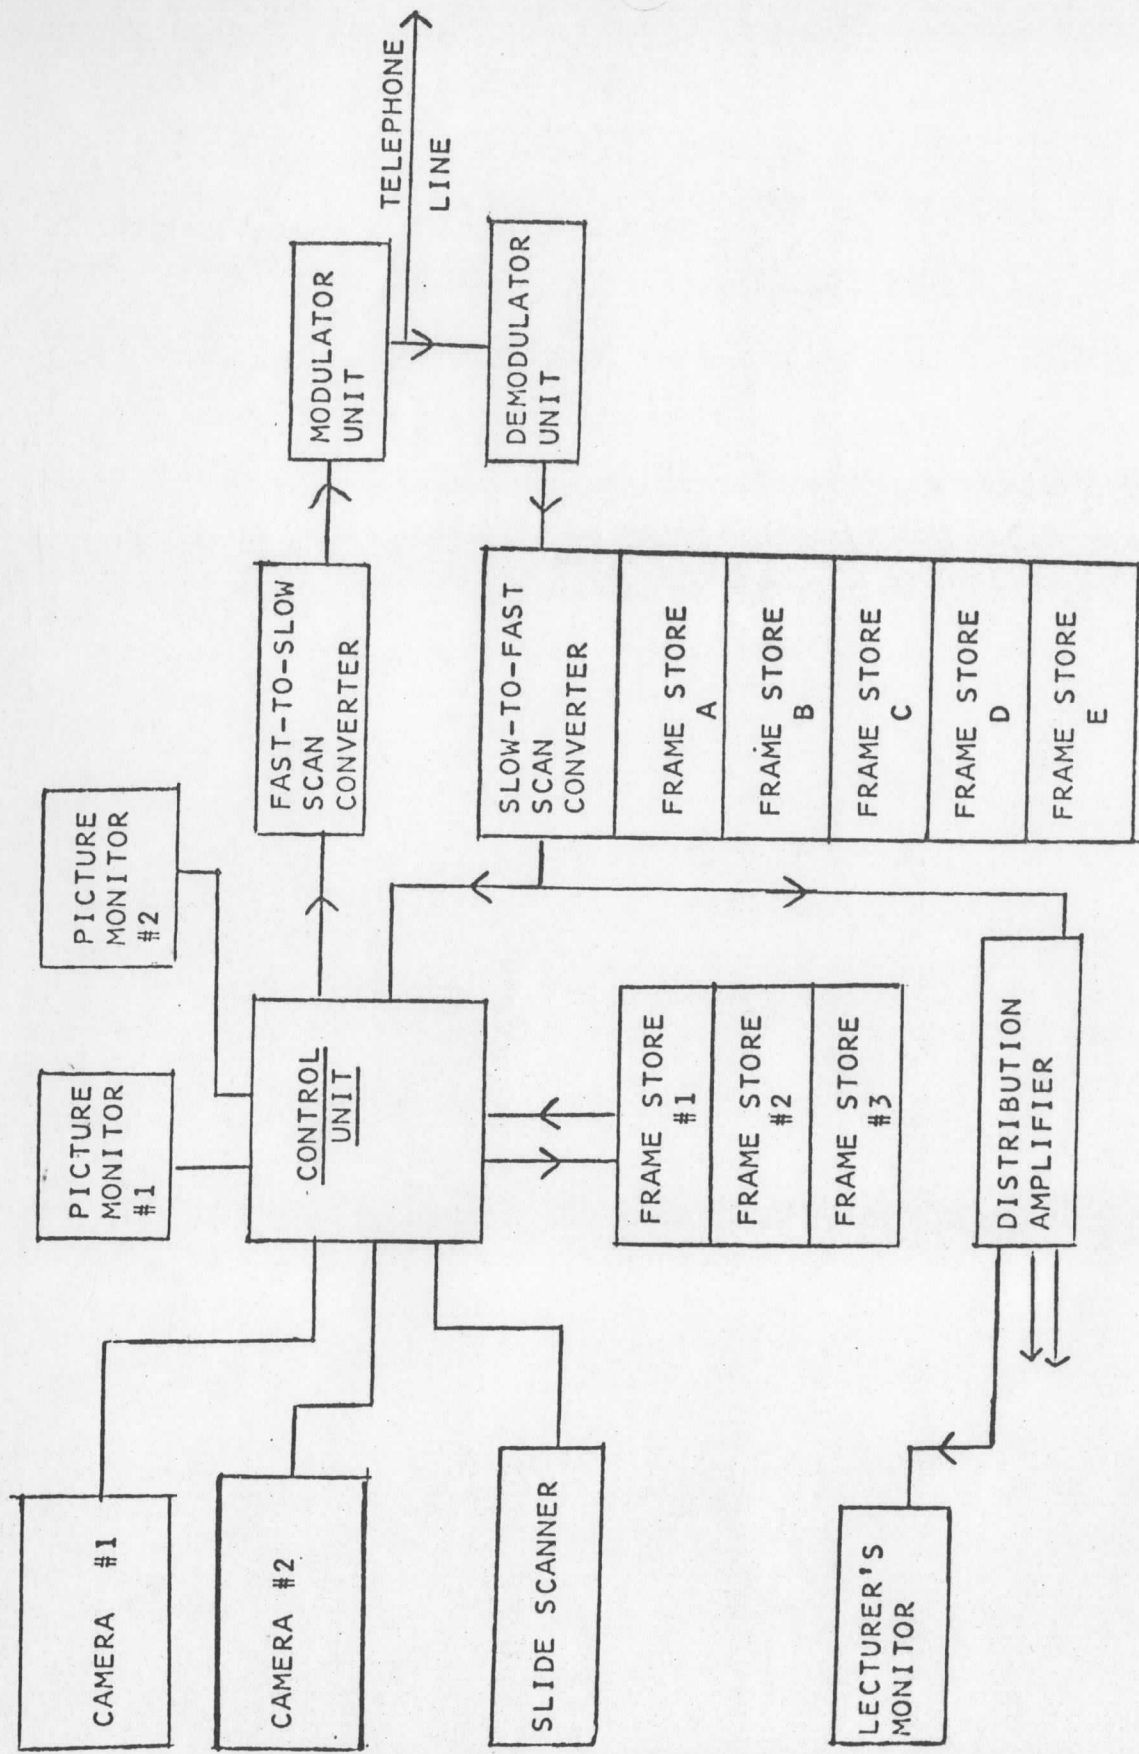 CAMERA #1
CAMERA #2
SLIDE SCANNER
LECTURER'S
MONITOR
PICTURE
MONITOR
#1
PICTURE
MONITOR
#2
CONTROL
UNIT
FRAME STORE
#1
FRAME STORE
#2
FRAME STORE
#3
DISTRIBUTION
AMPLIFIER
FAST-TO-SLOW
SCAN
CONVERTER
SLOW-TO-FAST
SCAN
CONVERTER
FRAME STORE
A
FRAME STORE
B
FRAME STORE
C
FRAME STORE
D
FRAME STORE
E
MODULATOR
UNIT
DEMODULATOR
UNIT
TELEPHONE
LINE